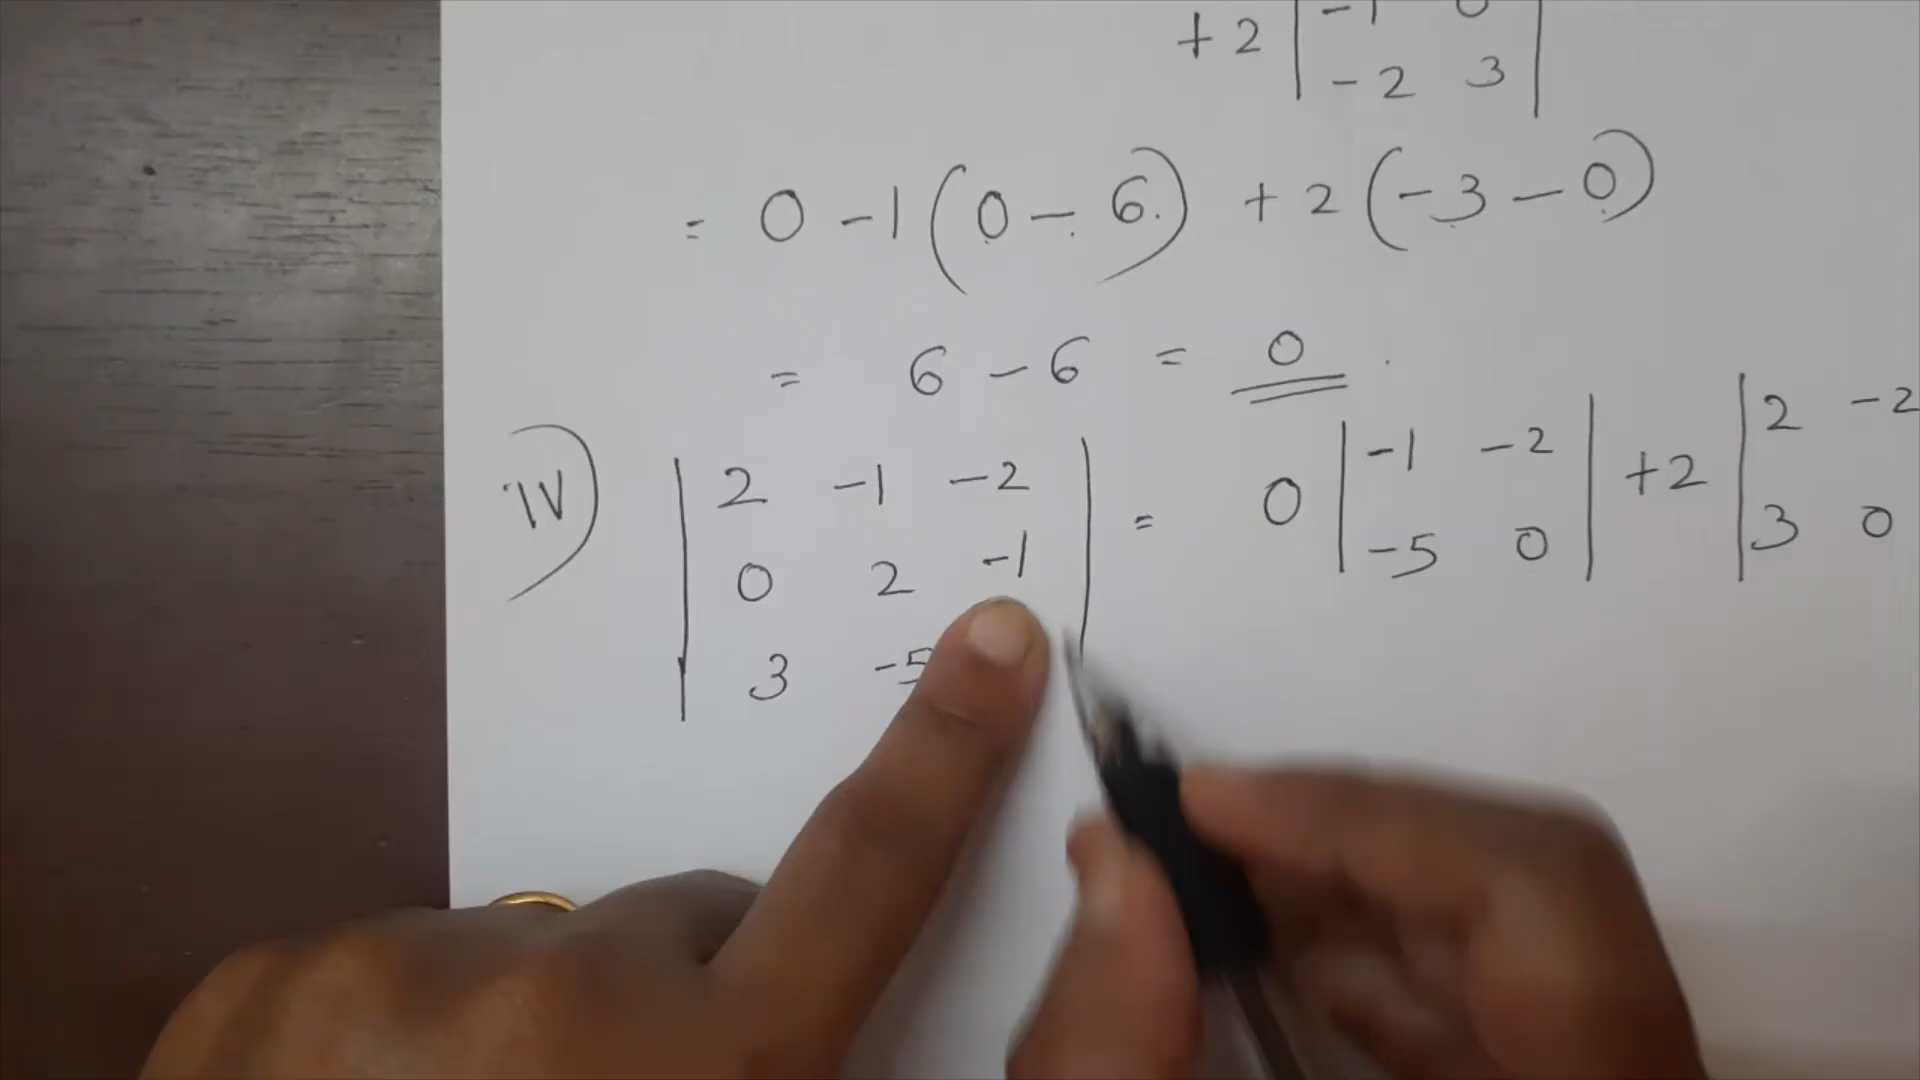 + 2 | -1 0 |
| -2 3 |
= 0 -1 (0 - 6) + 2 (-3 - 0)
= 6 - 6 = 0
IV) | 2 -1 -2 | = 0 | -1 -2 | +2 | 2 -2
| 0 2 -1 | | -5 0 | | 3 0
| 3 -5